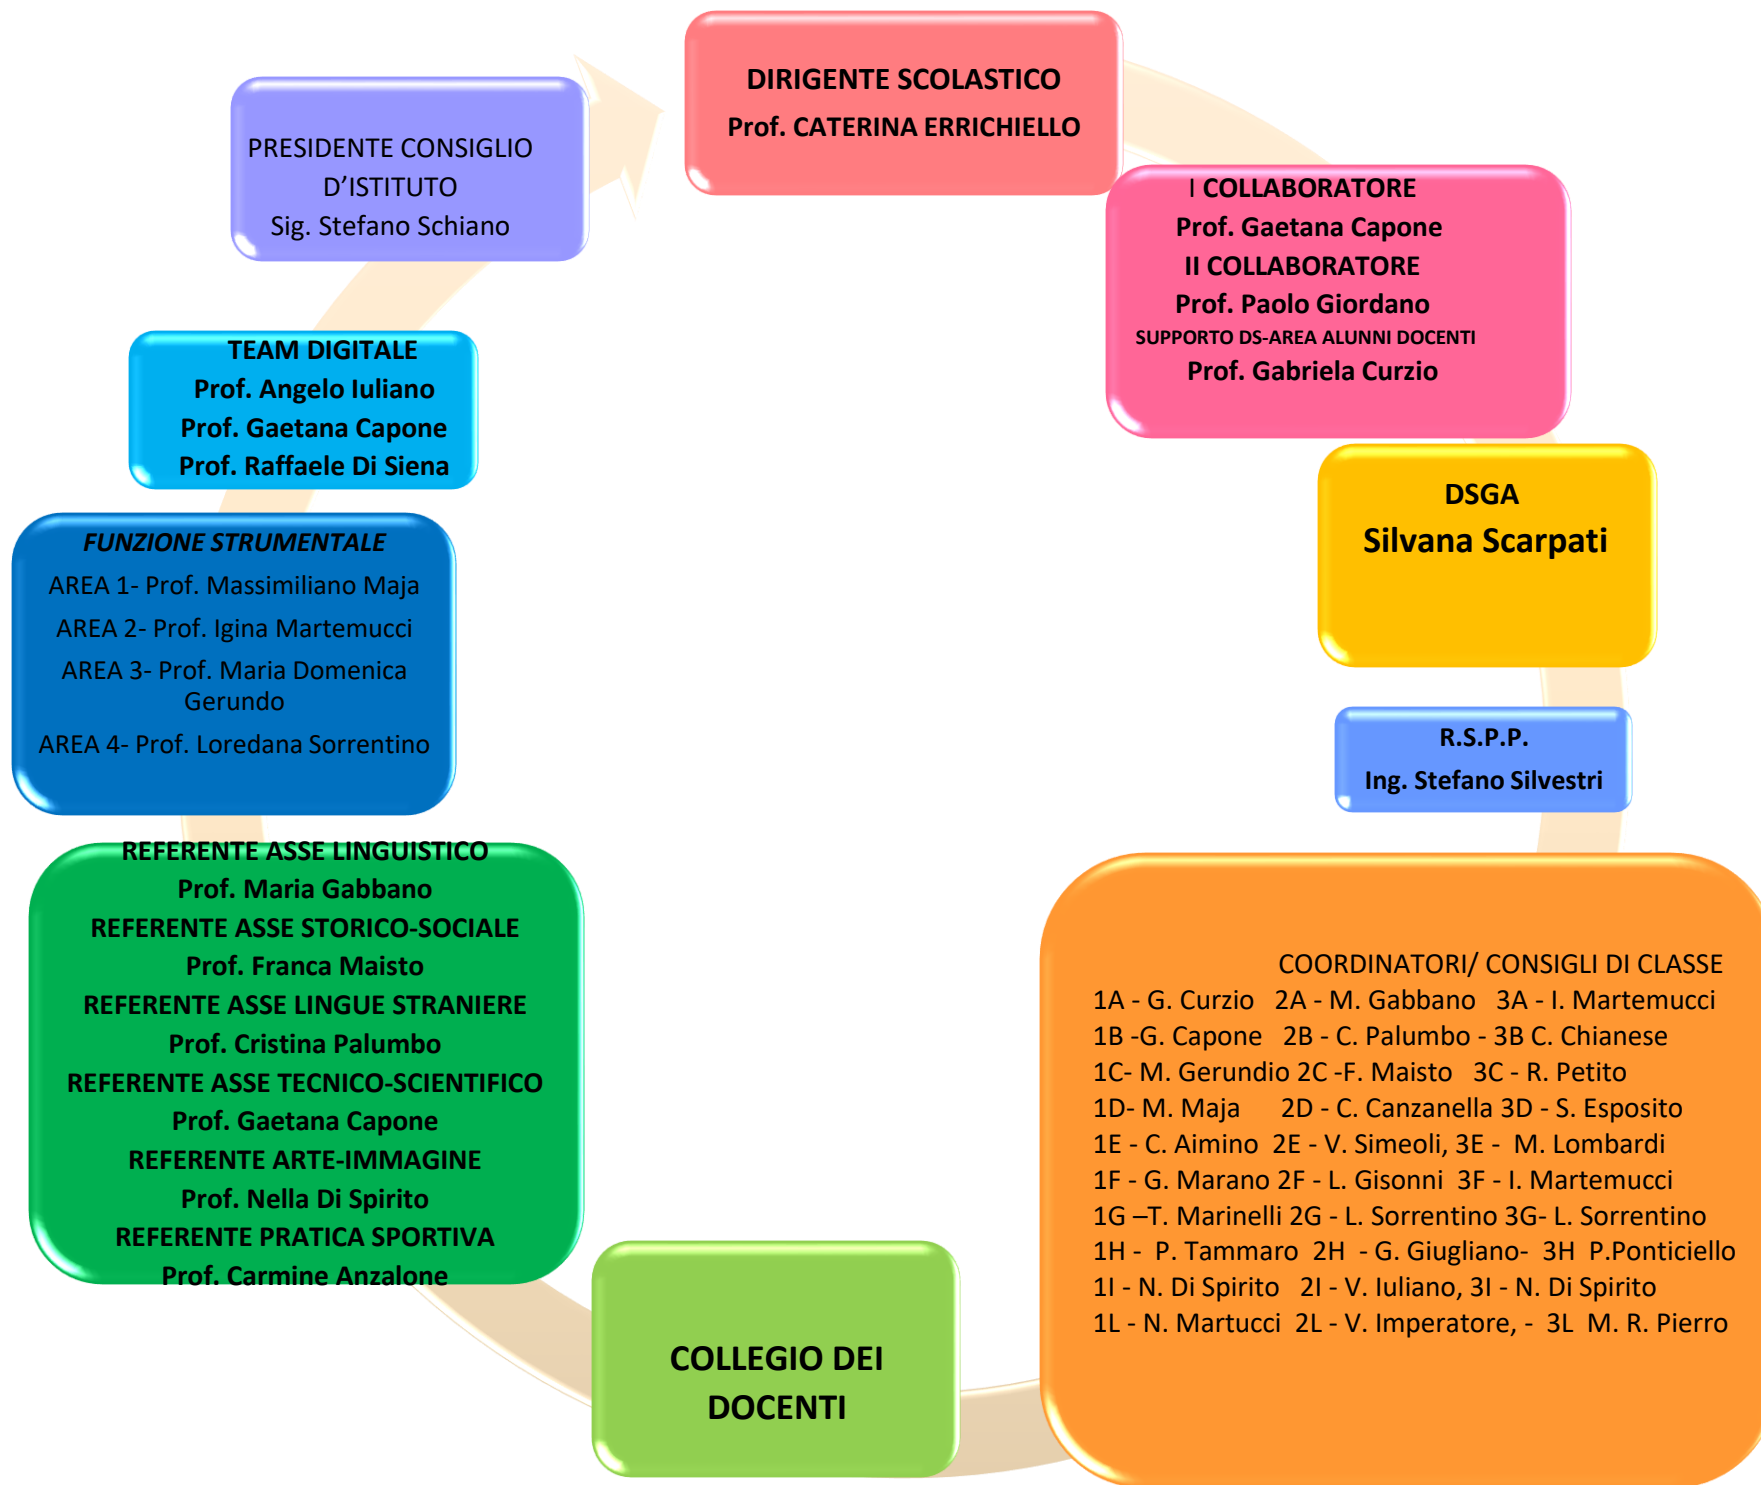 DIRIGENTE SCOLASTICO
Prof. CATERINA ERRICHIELLO
I COLLABORATORE
Prof. Gaetana Capone
II COLLABORATORE
Prof. Paolo Giordano
SUPPORTO DS-AREA ALUNNI DOCENTI
Prof. Gabriela Curzio
DSGA
Silvana Scarpati
R.S.P.P.
Ing. Stefano Silvestri
COORDINATORI/ CONSIGLI DI CLASSE
1A - G. Curzio 2A - M. Gabbano 3A - I. Martemucci
1B -G. Capone 2B - C. Palumbo - 3B C. Chianese
1C- M. Gerundio 2C -F. Maisto 3C - R. Petito
1D- M. Maja 2D - C. Canzanella 3D - S. Esposito
1E - C. Aimino 2E - V. Simeoli, 3E - M. Lombardi
1F - G. Marano 2F - L. Gisonni 3F - I. Martemucci
1G –T. Marinelli 2G - L. Sorrentino 3G- L. Sorrentino
1H - P. Tammaro 2H - G. Giugliano- 3H P.Ponticiello
1I - N. Di Spirito 2I - V. Iuliano, 3I - N. Di Spirito
1L - N. Martucci 2L - V. Imperatore, - 3L M. R. Pierro
COLLEGIO DEI
DOCENTI
REFERENTE ASSE LINGUISTICO
Prof. Maria Gabbano
REFERENTE ASSE STORICO-SOCIALE
Prof. Franca Maisto
REFERENTE ASSE LINGUE STRANIERE
Prof. Cristina Palumbo
REFERENTE ASSE TECNICO-SCIENTIFICO
Prof. Gaetana Capone
REFERENTE ARTE-IMMAGINE
Prof. Nella Di Spirito
REFERENTE PRATICA SPORTIVA
Prof. Carmine Anzalone
FUNZIONE STRUMENTALE
AREA 1- Prof. Massimiliano Maja
AREA 2- Prof. Igina Martemucci
AREA 3- Prof. Maria Domenica
Gerundo
AREA 4- Prof. Loredana Sorrentino
TEAM DIGITALE
Prof. Angelo Iuliano
Prof. Gaetana Capone
Prof. Raffaele Di Siena
PRESIDENTE CONSIGLIO
D’ISTITUTO
Sig. Stefano Schiano